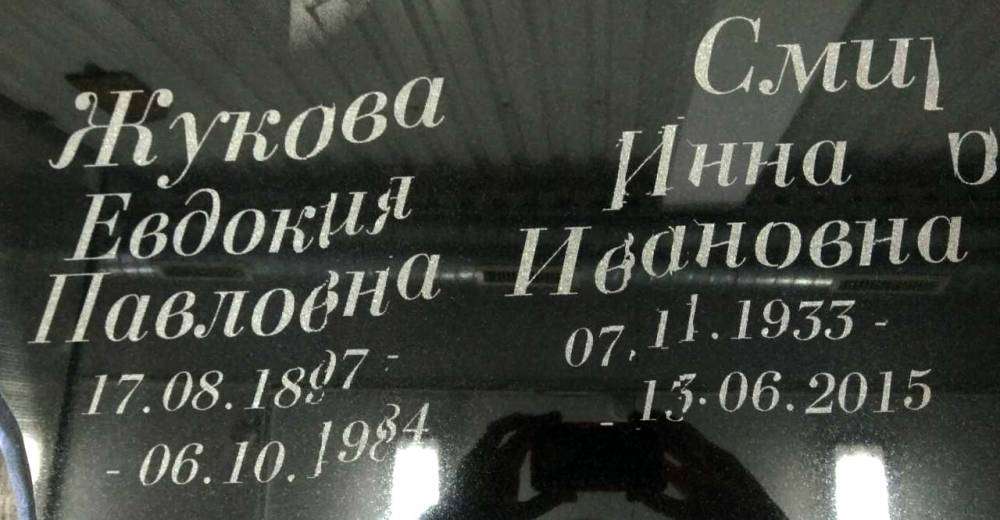 Жукова
Евдокия
Павловна
17.08.1897 -
- 06.10.1984
Инна
Ивановна
07.11.1933 -
- 13.06.2015